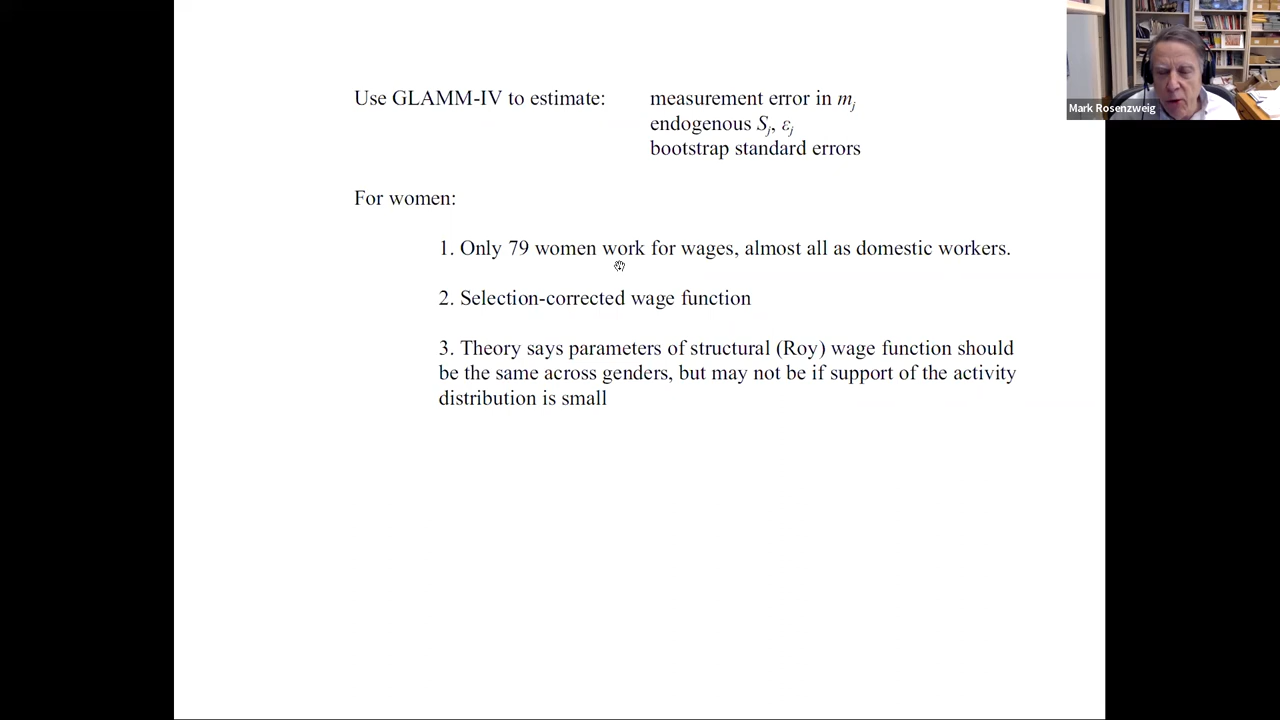 Use GLAMM-IV to estimate: measurement error in mⱼ
endogenous Sⱼ, εⱼ
bootstrap standard errors
For women:
1. Only 79 women work for wages, almost all as domestic workers.
2. Selection-corrected wage function
3. Theory says parameters of structural (Roy) wage function should
be the same across genders, but may not be if support of the activity
distribution is small
Mark Rosenzweig